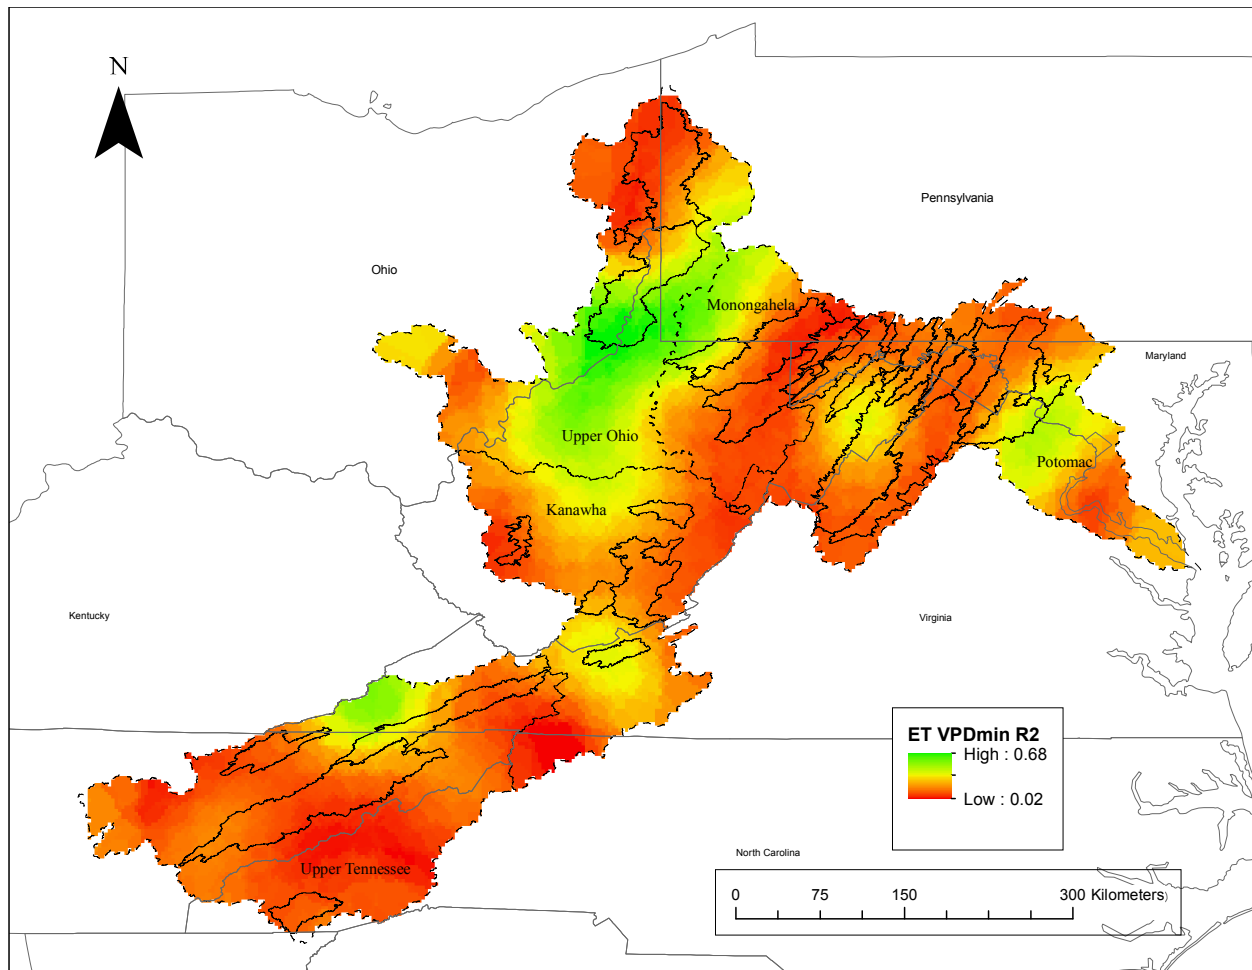 N
Pennsylvania
Ohio
Monongahela
Maryland
Upper Ohio
Potomac
Kanawha
Kentucky
Virginia
ET VPDmin R2
High : 0.68
Low : 0.02
North Carolina
Upper Tennessee
0 75 150 300 Kilometers